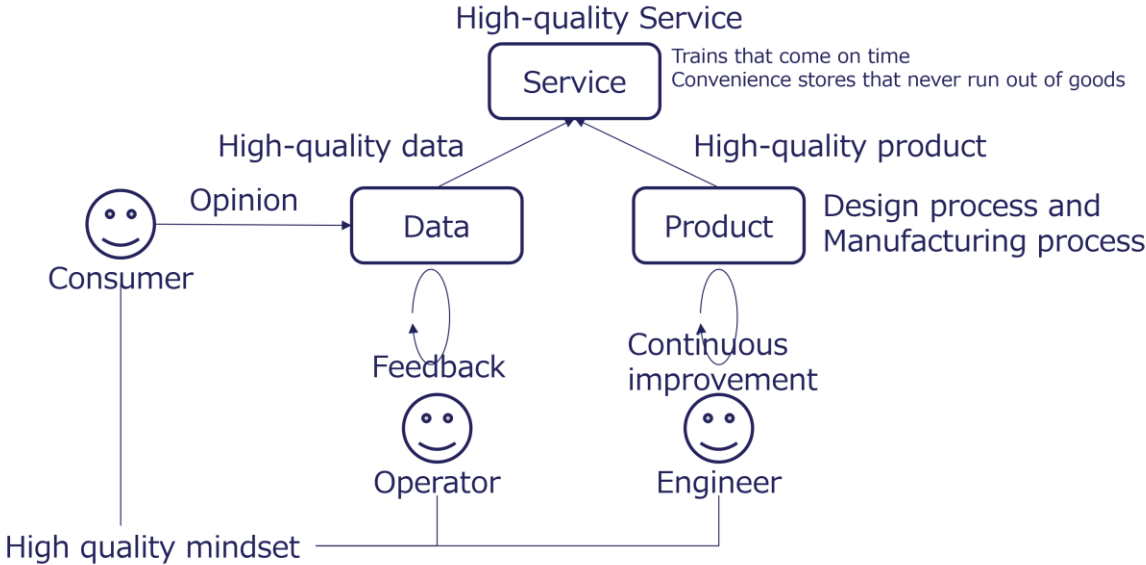 High-quality Service
Service
Trains that come on time
Convenience stores that never run out of goods
High-quality data
High-quality product
Opinion
Data
Product
Design process and
Manufacturing process
Consumer
Feedback
Continuous
improvement
Operator
Engineer
High quality mindset